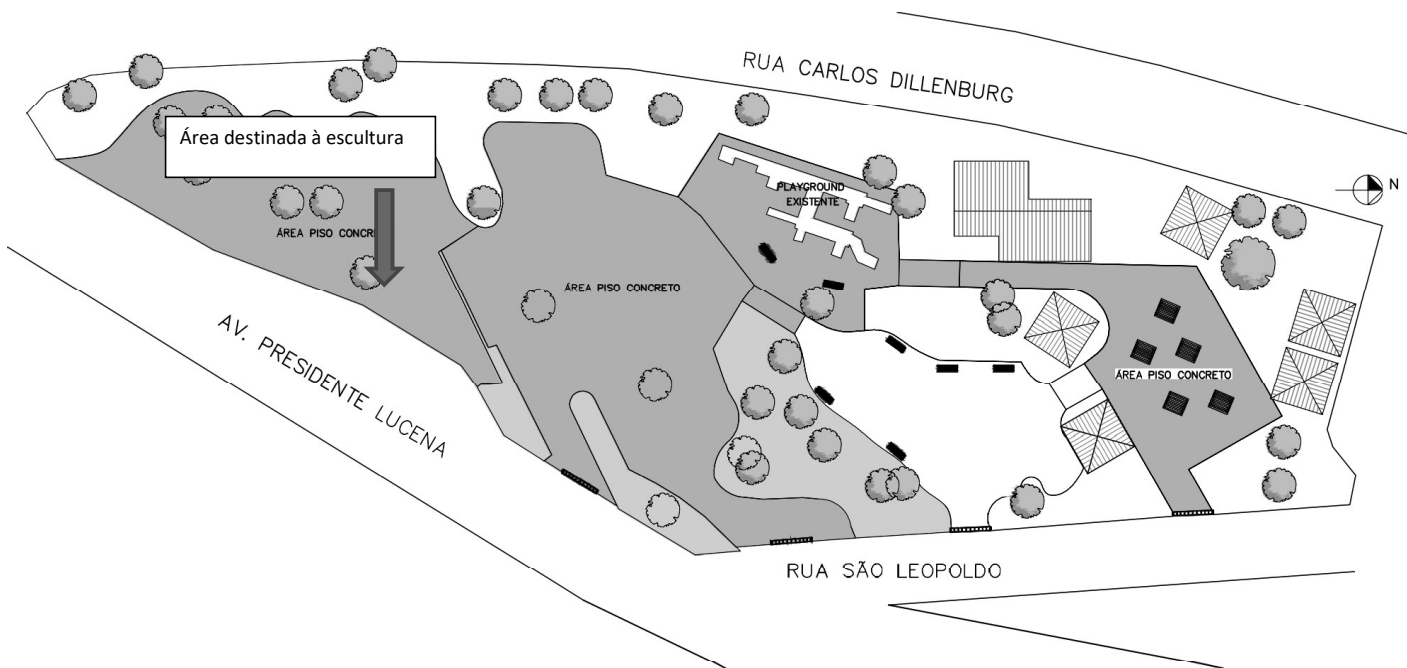 RUA CARLOS DILLENBURG
Área destinada à escultura
N
PLAYGROUND
EXISTENTE
ÁREA PISO CONCR
ÁREA PISO CONCRETO
ÁREA PISO CONCRETO
AV. PRESIDENTE LUCENA
RUA SÃO LEOPOLDO